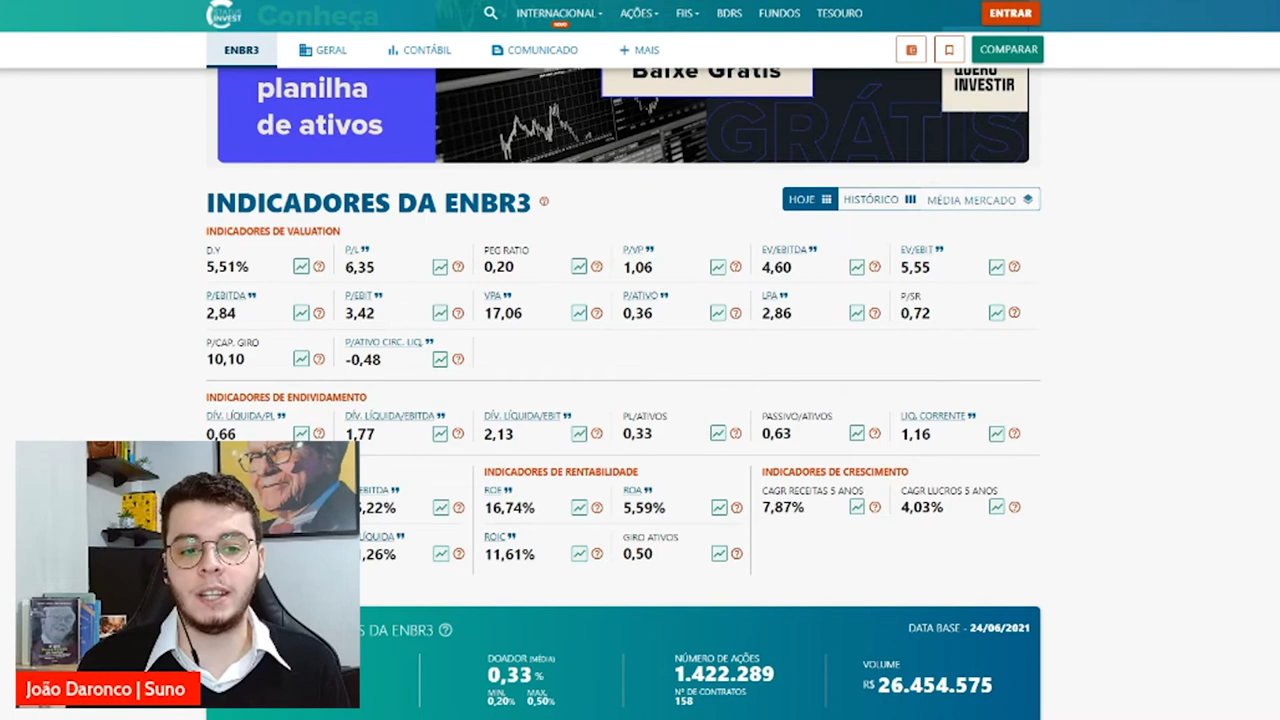 Conheça
STATUS
INVEST
INTERNACIONAL
NOVO
AÇÕES
FIIS
BDRS
FUNDOS
TESOURO
ENTRAR
ENBR3
GERAL
CONTÁBIL
COMUNICADO
+ MAIS
COMPARAR
planilha
de ativos
Baixe Grátis
GRÁTIS
QUERO
INVESTIR
INDICADORES DA ENBR3
HOJE
HISTÓRICO
MÉDIA MERCADO
INDICADORES DE VALUATION
D.Y P/L PEG RATIO P/VP EV/EBITDA EV/EBIT
5,51% 6,35 0,20 1,06 4,60 5,55
P/EBITDA P/EBIT VPA P/ATIVO LPA P/SR
2,84 3,42 17,06 0,36 2,86 0,72
P/CAP. GIRO P/ATIVO CIRC. LIQ.
10,10 -0,48
INDICADORES DE ENDIVIDAMENTO
DÍV. LÍQUIDA/PL DÍV. LÍQUIDA/EBITDA DÍV. LÍQUIDA/EBIT PL/ATIVOS PASSIVO/ATIVOS LIQ. CORRENTE
0,66 1,77 2,13 0,33 0,63 1,16
INDICADORES DE RENTABILIDADE INDICADORES DE CRESCIMENTO
EBITDA ROE ROA CAGR RECEITAS 5 ANOS CAGR LUCROS 5 ANOS
,22% 16,74% 5,59% 7,87% 4,03%
LÍQUIDA ROIC GIRO ATIVOS
,26% 11,61% 0,50
S DA ENBR3
DATA BASE - 24/06/2021
DOADOR (MÉDIA) NÚMERO DE AÇÕES VOLUME
0,33 % 1.422.289 R$ 26.454.575
MIN. MAX. Nº DE CONTRATOS
0,20% 0,50% 158
João Daronco | Suno